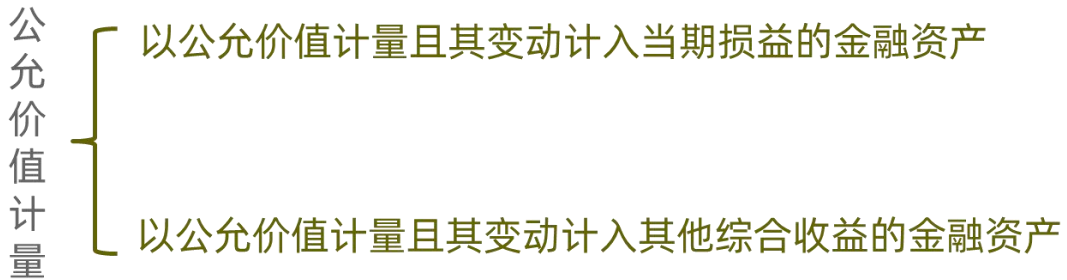 公允价值计量
以公允价值计量且其变动计入当期损益的金融资产
以公允价值计量且其变动计入其他综合收益的金融资产